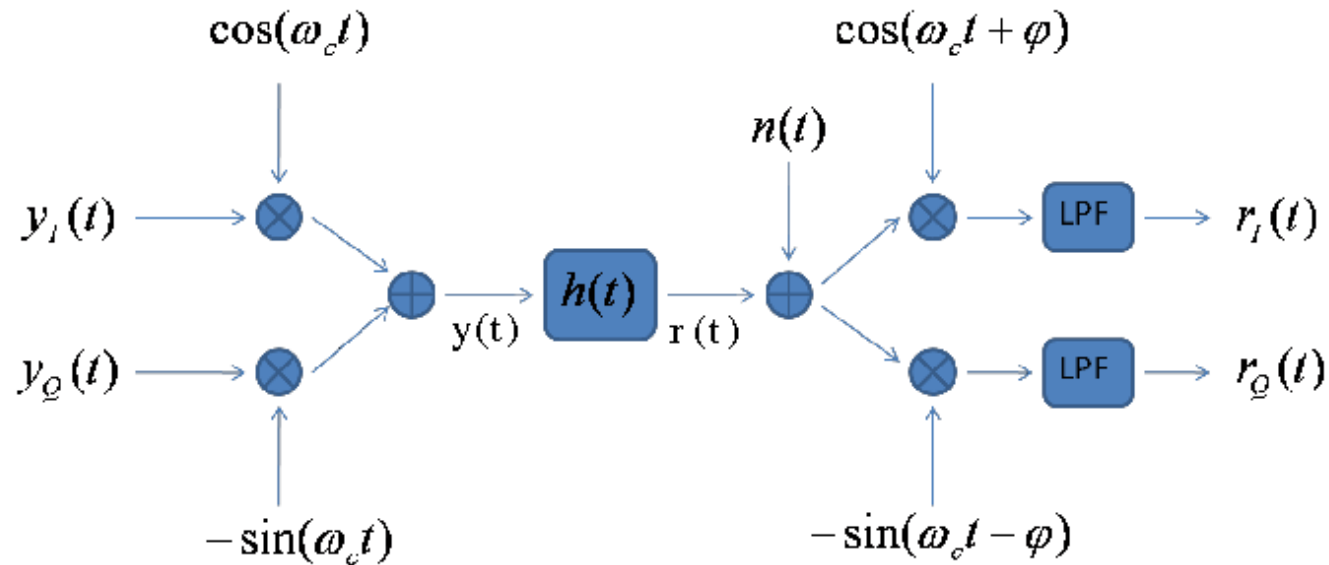 cos(ω_c t)
cos(ω_c t + φ)
n(t)
y_I(t)
LPF
r_I(t)
h(t)
y(t)
r(t)
y_Q(t)
LPF
r_Q(t)
−sin(ω_c t)
−sin(ω_c t − φ)